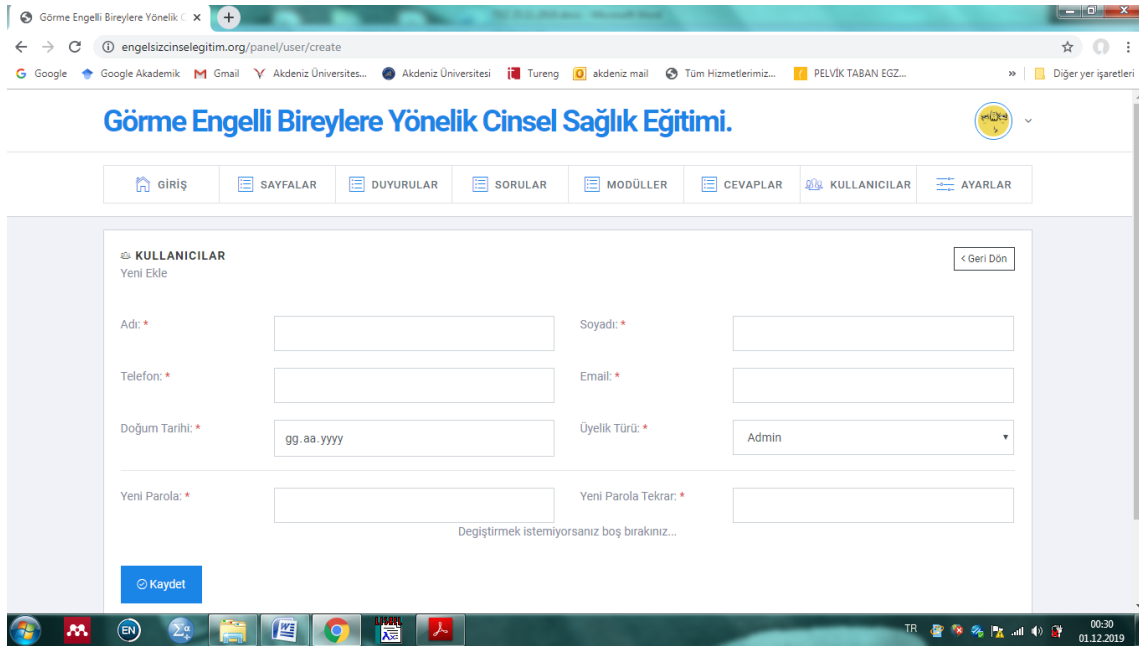 Görme Engelli Bireylere Yönelik C
engelsizcinselegitim.org/panel/user/create
Google Google Akademik Gmail Akdeniz Üniversites... Akdeniz Üniversitesi Tureng akdeniz mail Tüm Hizmetlerimiz... PELVİK TABAN EGZ... » Diğer yer işaretleri
Görme Engelli Bireylere Yönelik Cinsel Sağlık Eğitimi.
GİRİŞ SAYFALAR DUYURULAR SORULAR MODÜLLER CEVAPLAR KULLANICILAR AYARLAR
KULLANICILAR
Yeni Ekle
< Geri Dön
Adı: * Soyadı: *
Telefon: * Email: *
Doğum Tarihi: * gg.aa.yyyy Üyelik Türü: * Admin
Yeni Parola: * Yeni Parola Tekrar: *
Degiştirmek istemiyorsanız boş bırakınız...
Kaydet
EN TR 00:30
01.12.2019